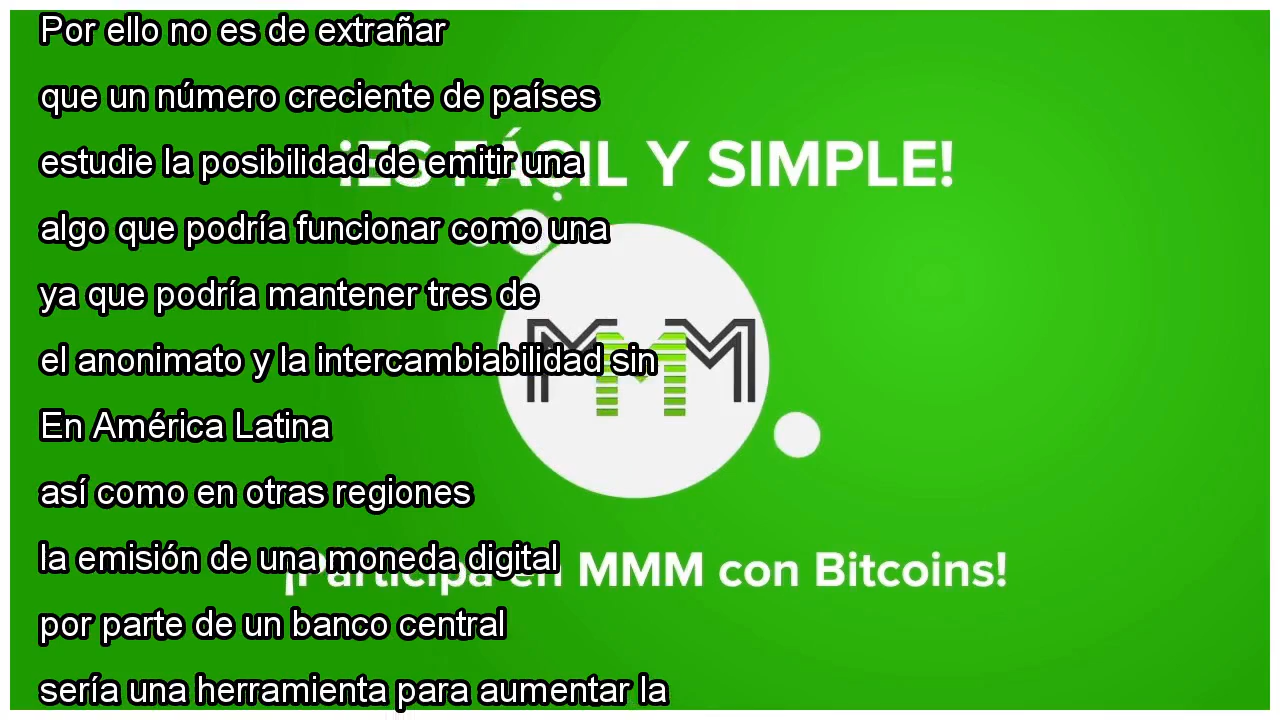 Por ello no es de extrañar
que un número creciente de países
¡ES FÁCIL Y SIMPLE!
estudie la posibilidad de emitir una
algo que podría funcionar como una
ya que podría mantener tres de
MMM
el anonimato y la intercambiabilidad sin
En América Latina
así como en otras regiones
la emisión de una moneda digital
¡Participa en MMM con Bitcoins!
por parte de un banco central
sería una herramienta para aumentar la